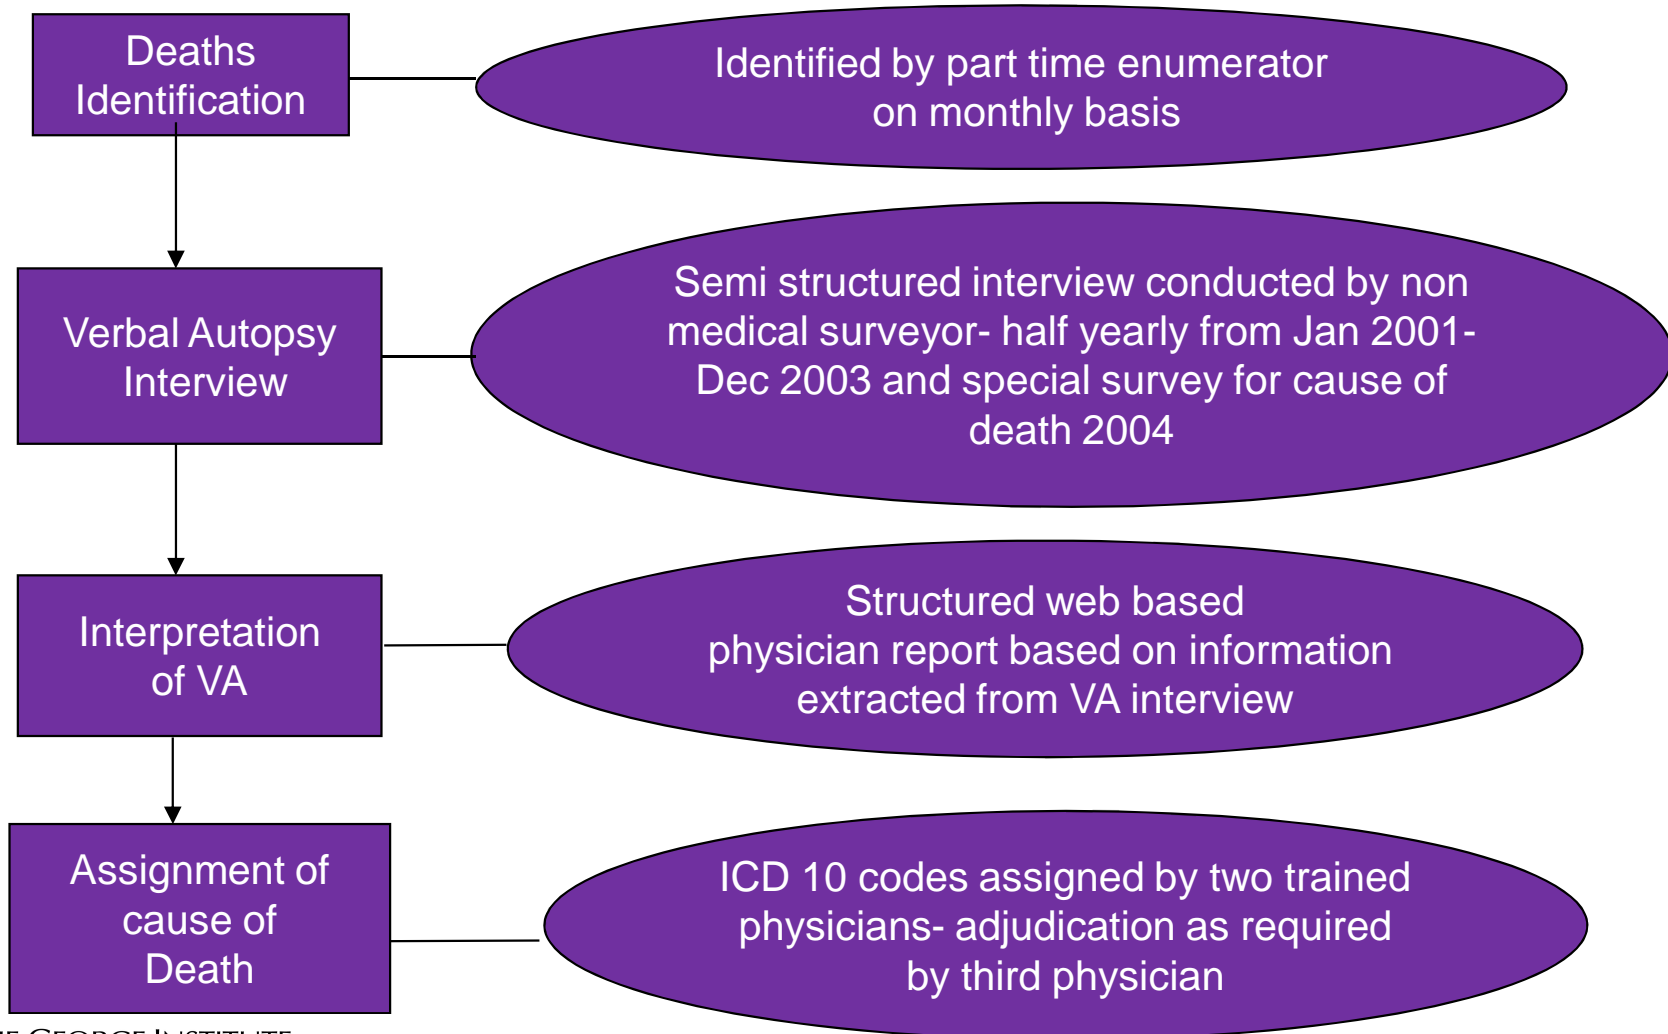 Deaths
Identification
Identified by part time enumerator
on monthly basis
Verbal Autopsy
Interview
Semi structured interview conducted by non
medical surveyor- half yearly from Jan 2001-
Dec 2003 and special survey for cause of
death 2004
Interpretation
of VA
Structured web based
physician report based on information
extracted from VA interview
Assignment of
cause of
Death
ICD 10 codes assigned by two trained
physicians- adjudication as required
by third physician
GEORGE INSTITUTE